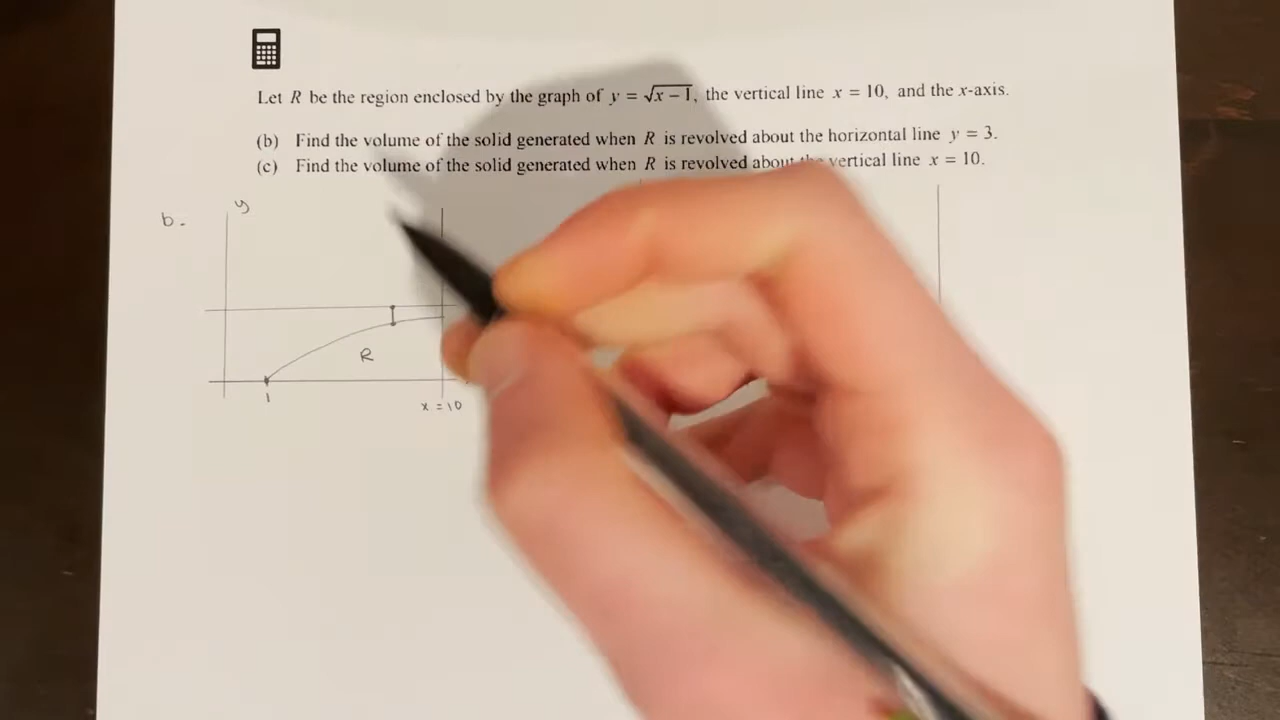 Let R be the region enclosed by the graph of y = √x − 1, the vertical line x = 10, and the x-axis.
(b) Find the volume of the solid generated when R is revolved about the horizontal line y = 3.
(c) Find the volume of the solid generated when R is revolved about the vertical line x = 10.
b.
y
R
1
x = 10